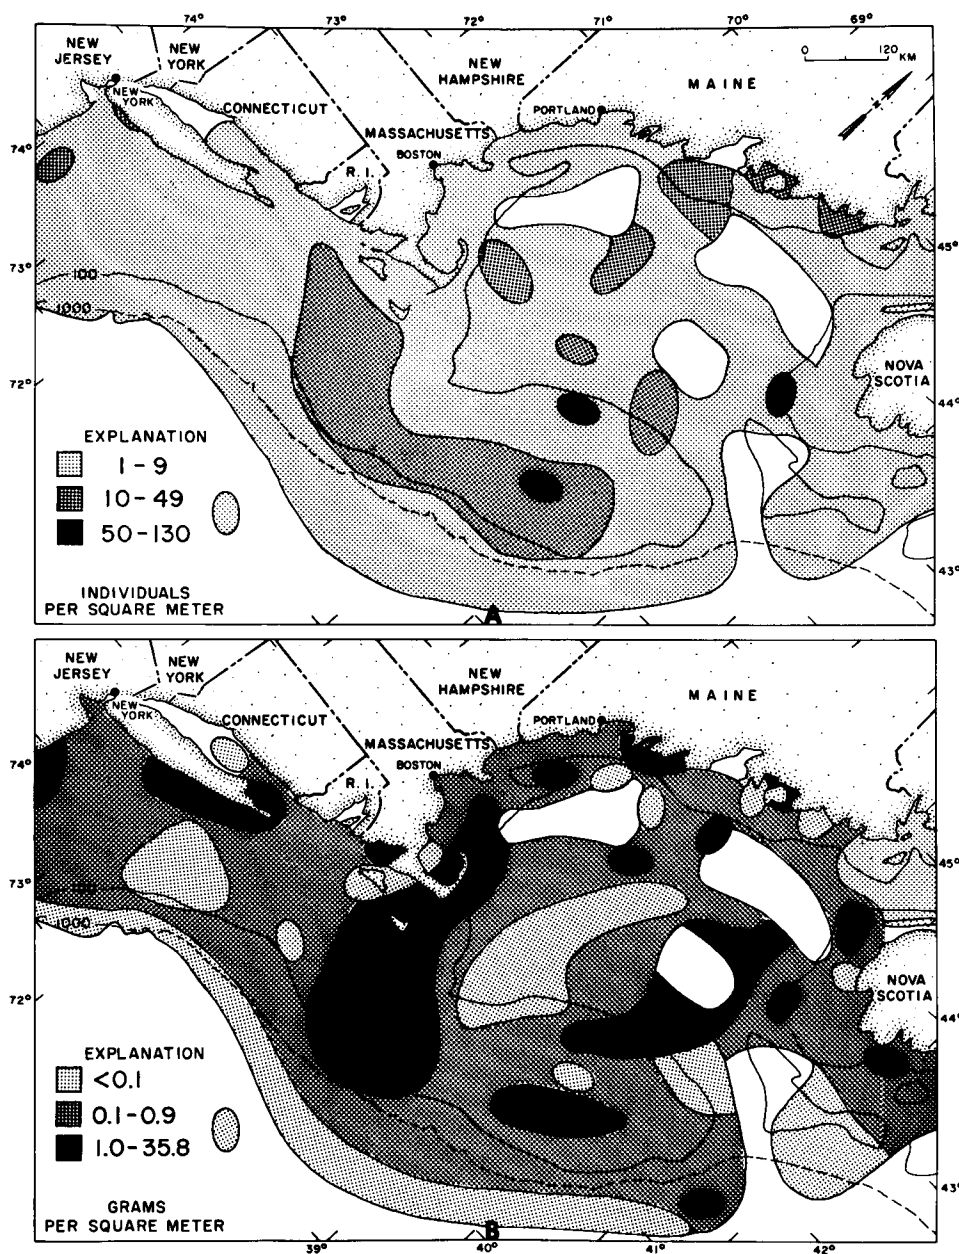 74° 73° 72° 71° 70° 69°
NEW
JERSEY
NEW
YORK
NEW
YORK
CONNECTICUT
NEW
HAMPSHIRE
MAINE
0 120 KM
PORTLAND
MASSACHUSETTS
BOSTON
R. I.
74°
73°
100
1000
72°
45°
NOVA
SCOTIA
44°
43°
EXPLANATION
1-9
10-49
50-130
INDIVIDUALS
PER SQUARE METER
A
NEW
JERSEY
NEW
YORK
NEW
YORK
CONNECTICUT
NEW
HAMPSHIRE
MAINE
PORTLAND
MASSACHUSETTS
BOSTON
R. I.
74°
73°
100
1000
72°
45°
NOVA
SCOTIA
44°
43°
EXPLANATION
<0.1
0.1-0.9
1.0-35.8
GRAMS
PER SQUARE METER
B
39° 40° 41° 42°